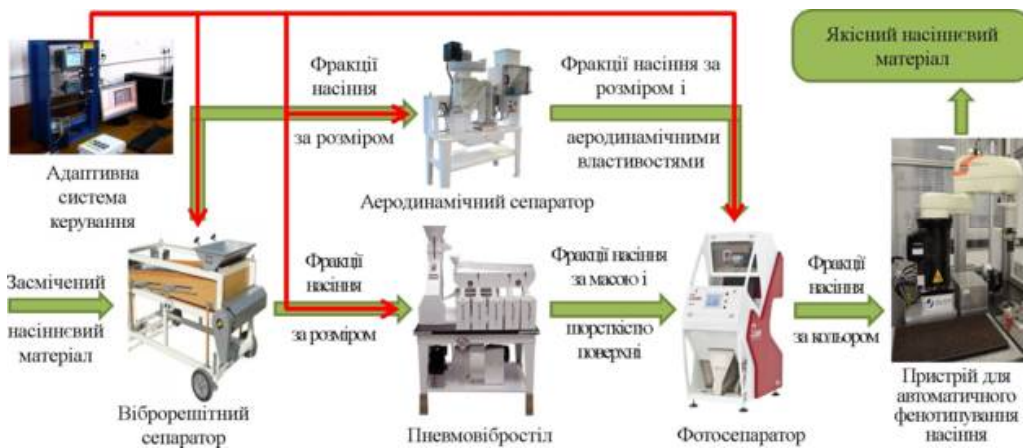 Адаптивна
система
керування
Фракції
насіння
за розміром
Аеродинамічний сепаратор
Фракції насіння за
розміром і
аеродинамічними
властивостями
Якісний насіннєвий
матеріал
Засмічений
насіннєвий
матеріал
Віброрешітний
сепаратор
Фракції
насіння
за розміром
Пневмовібростіл
Фракції насіння
за масою і
шорсткістю
поверхні
Фотосепаратор
Фракції
насіння
за кольором
Пристрій для
автоматичного
фенотипування
насіння